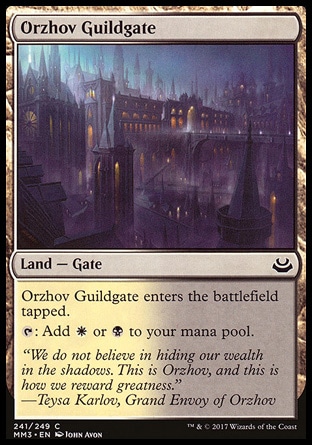 Orzhov Guildgate
Land — Gate
Orzhov Guildgate enters the battlefield
tapped.
: Add or to your mana pool.
“We do not believe in hiding our wealth
in the shadows. This is Orzhov, and this is
how we reward greatness.”
—Teysa Karlov, Grand Envoy of Orzhov
241/249 C
MM3 • EN John Avon
™ & © 2017 Wizards of the Coast